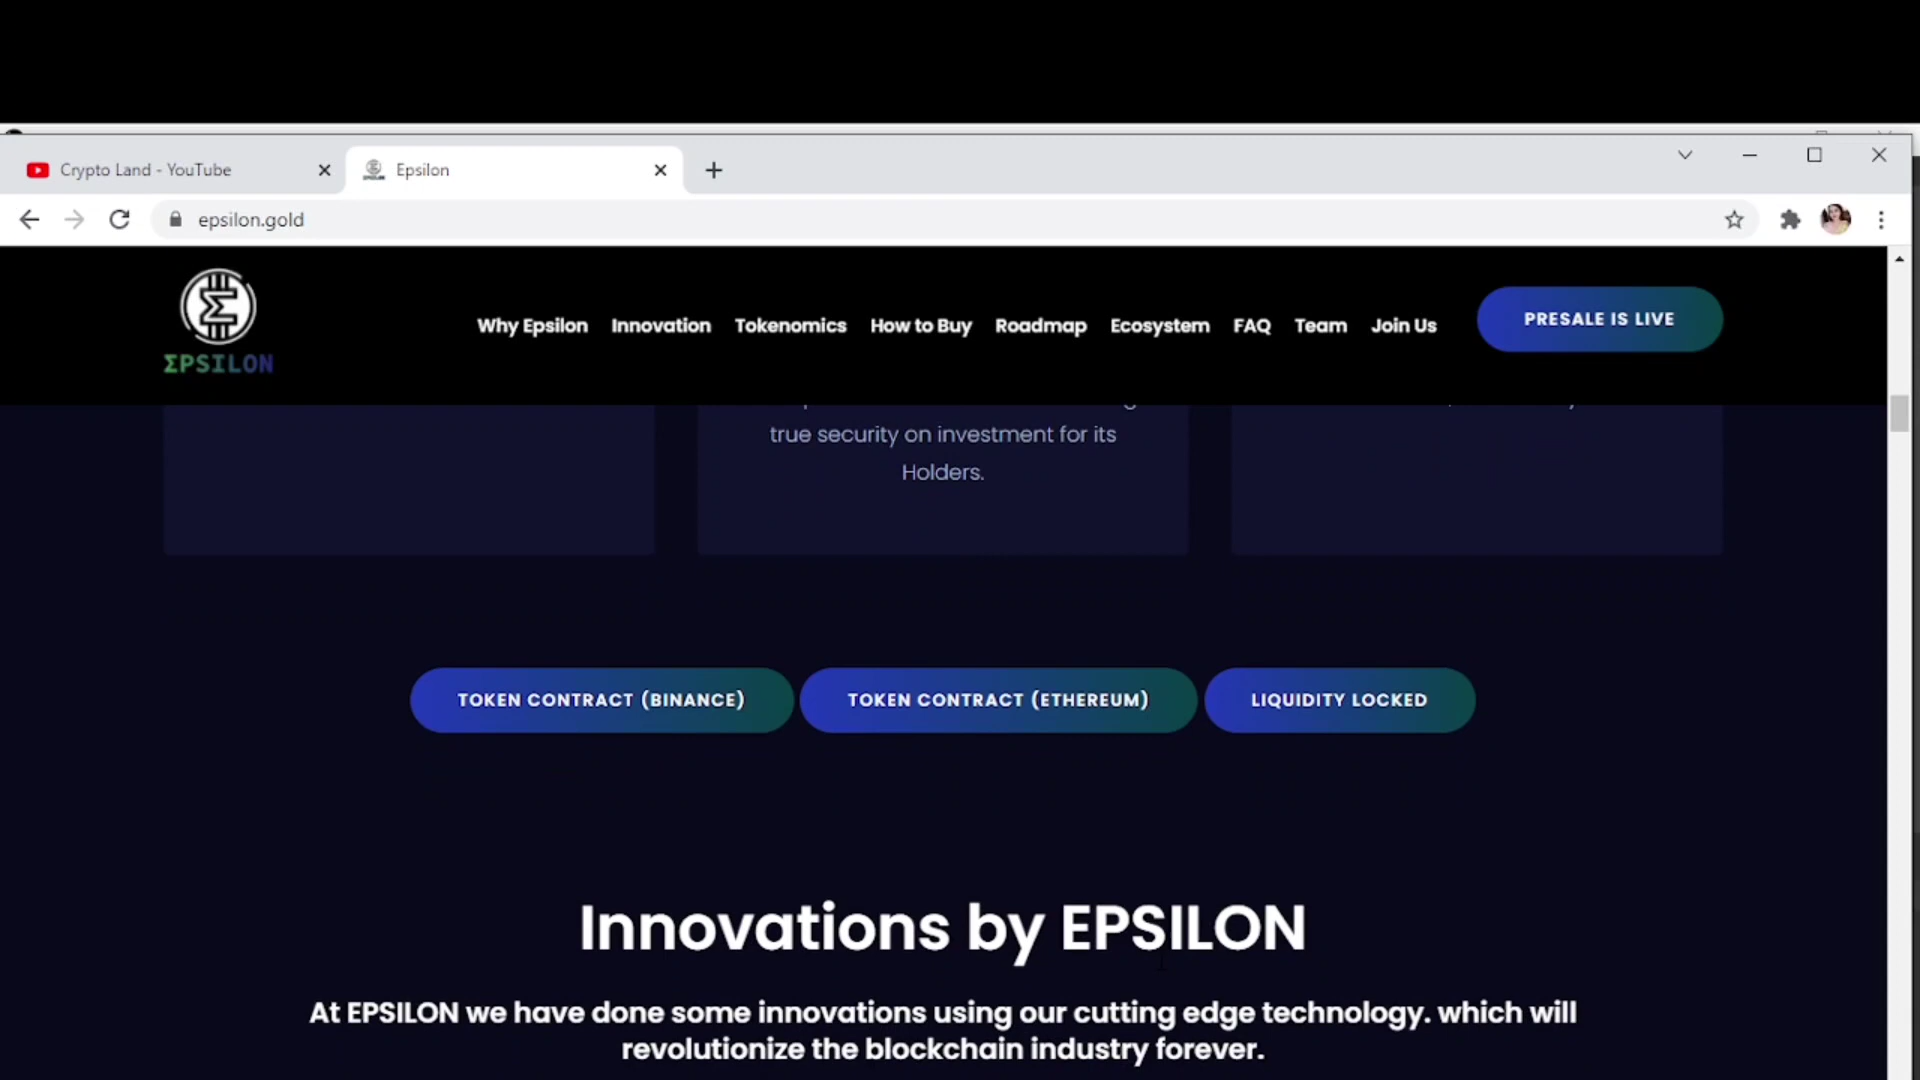 Crypto Land - YouTube
Epsilon
epsilon.gold
ΣPSILON
Why Epsilon Innovation Tokenomics How to Buy Roadmap Ecosystem FAQ Team Join Us
PRESALE IS LIVE
true security on investment for its
Holders.
TOKEN CONTRACT (BINANCE)
TOKEN CONTRACT (ETHEREUM)
LIQUIDITY LOCKED
Innovations by EPSILON
At EPSILON we have done some innovations using our cutting edge technology. which will
revolutionize the blockchain industry forever.